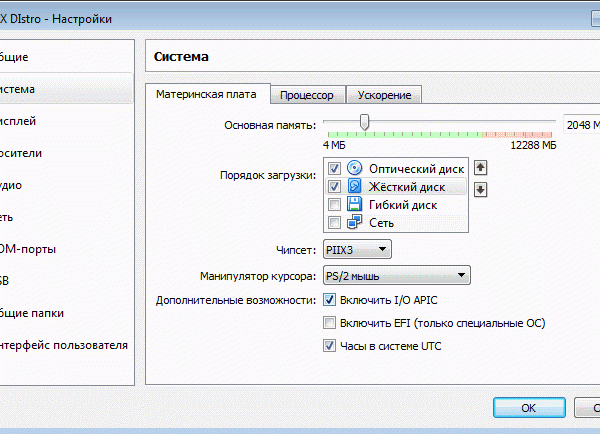 X DIstro - Настройки
бщие
истема
исплей
осители
удио
еть
OM-порты
SB
бщие папки
нтерфейс пользователя
Система
Материнская плата
Процессор
Ускорение
Основная память:
2048 М
4 МБ
12288 МБ
Порядок загрузки:
Оптический диск
Жёсткий диск
Гибкий диск
Сеть
Чипсет:
PIIX3
Манипулятор курсора:
PS/2 мышь
Дополнительные возможности:
Включить I/O APIC
Включить EFI (только специальные ОС)
Часы в системе UTC
OK